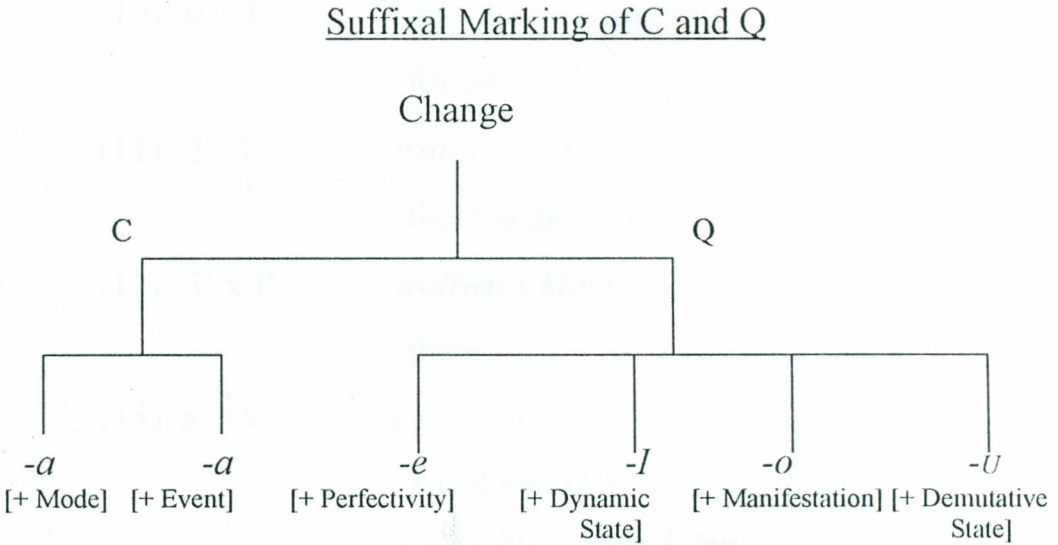 Suffixal Marking of C and Q
Change
C Q
-a -a -e -I -o -U
[+ Mode] [+ Event] [+ Perfectivity] [+ Dynamic State] [+ Manifestation] [+ Demutative State]